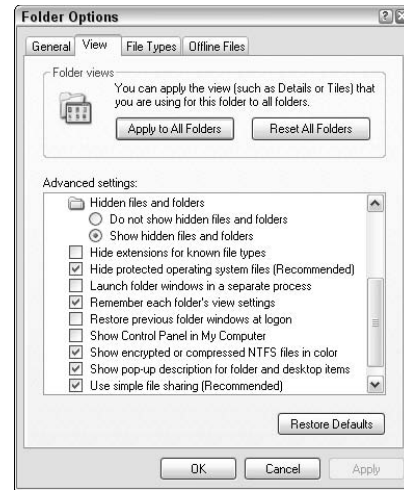 Folder Options
General View File Types Offline Files
Folder views
You can apply the view (such as Details or Tiles) that
you are using for this folder to all folders.
Apply to All Folders Reset All Folders
Advanced settings:
Hidden files and folders
Do not show hidden files and folders
Show hidden files and folders
Hide extensions for known file types
Hide protected operating system files (Recommended)
Launch folder windows in a separate process
Remember each folder's view settings
Restore previous folder windows at logon
Show Control Panel in My Computer
Show encrypted or compressed NTFS files in color
Show pop-up description for folder and desktop items
Use simple file sharing (Recommended)
Restore Defaults
OK Cancel Apply